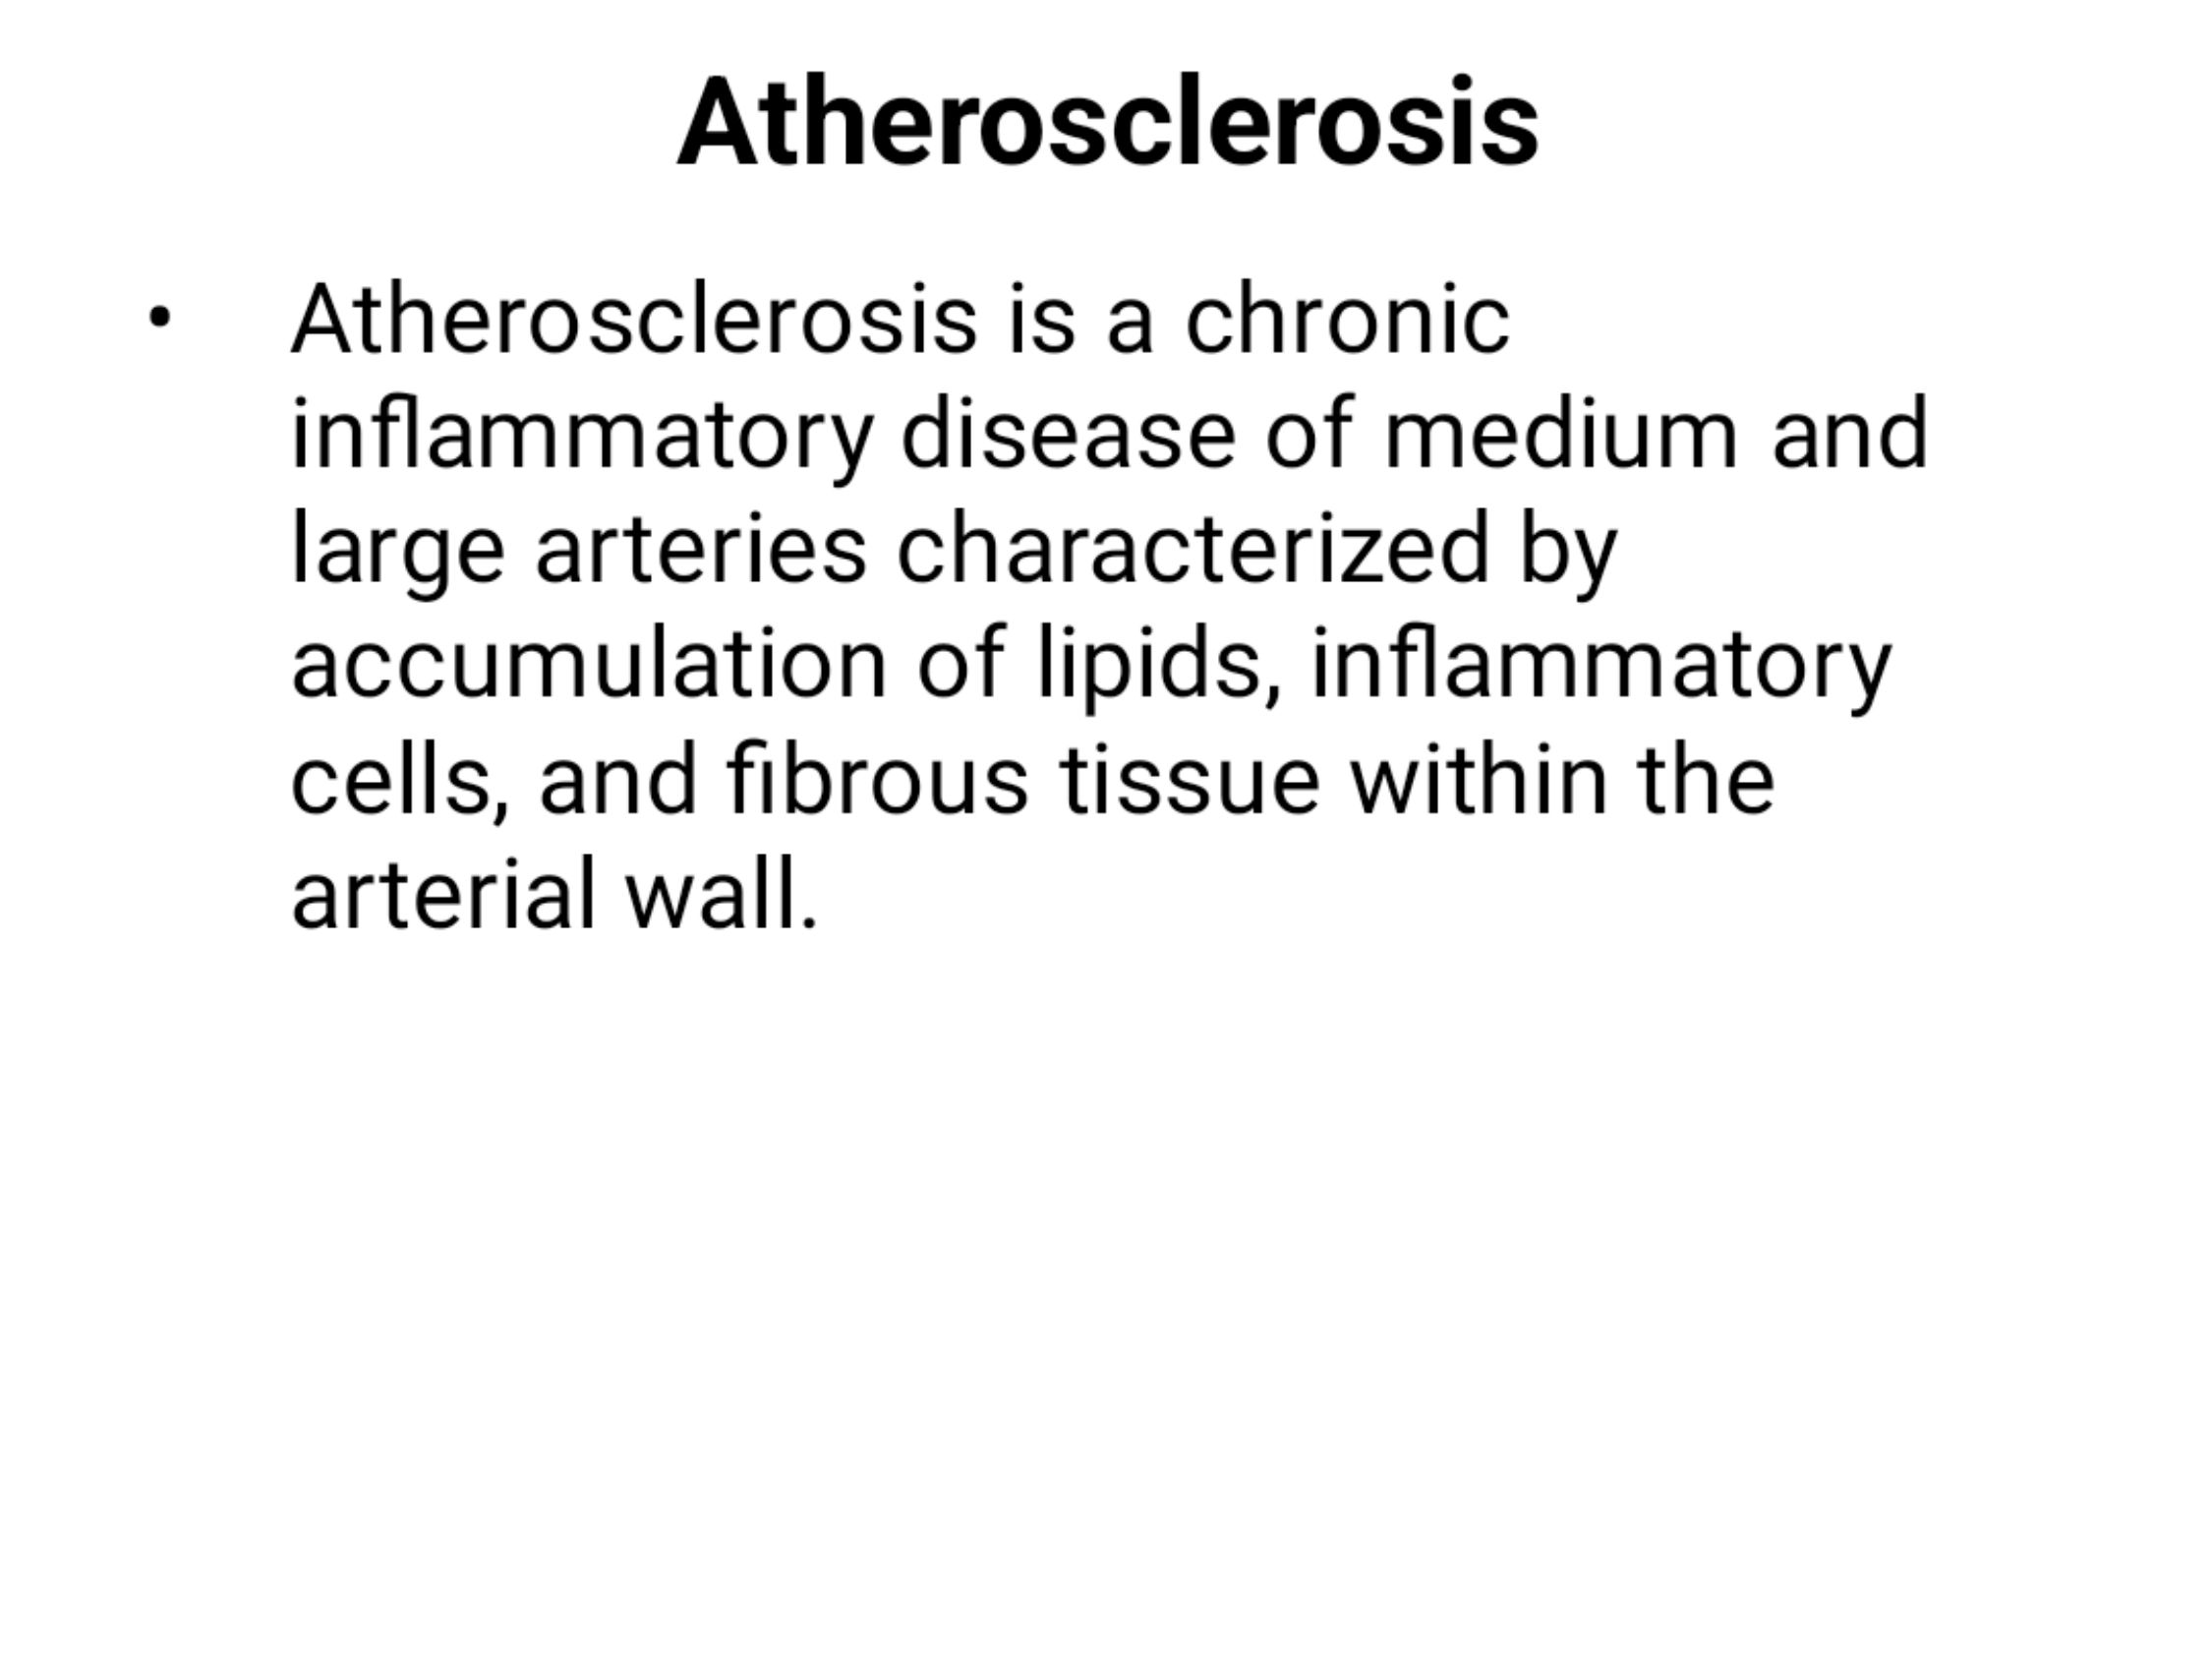 Atherosclerosis
• Atherosclerosis is a chronic
inflammatory disease of medium and
large arteries characterized by
accumulation of lipids, inflammatory
cells, and fibrous tissue within the
arterial wall.